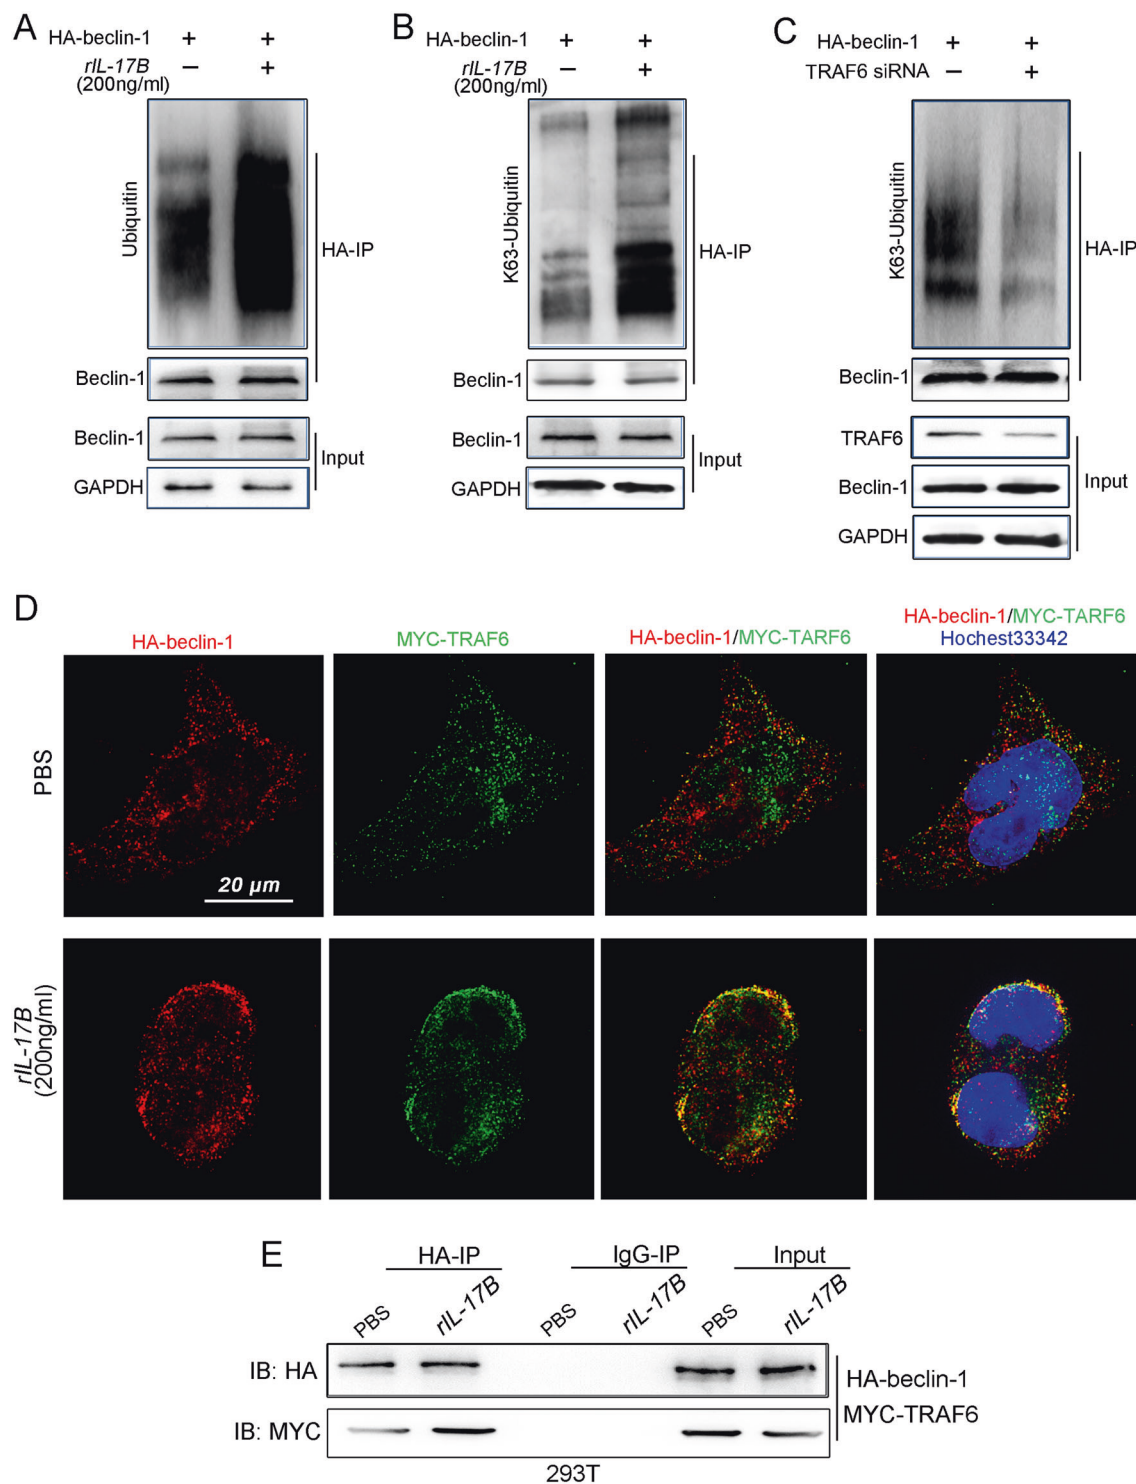 A
HA-beclin-1 + +
rIL-17B − +
(200ng/ml)
Ubiquitin
HA-IP
Beclin-1
Beclin-1
Input
GAPDH
B
HA-beclin-1 + +
rIL-17B − +
(200ng/ml)
K63-Ubiquitin
HA-IP
Beclin-1
Beclin-1
Input
GAPDH
C
HA-beclin-1 + +
TRAF6 siRNA − +
K63-Ubiquitin
HA-IP
Beclin-1
TRAF6
Beclin-1
Input
GAPDH
D
HA-beclin-1
MYC-TRAF6
HA-beclin-1/MYC-TARF6
HA-beclin-1/MYC-TARF6
Hochest33342
PBS
20 µm
rIL-17B
(200ng/ml)
E
HA-IP IgG-IP Input
PBS rIL-17B PBS rIL-17B PBS rIL-17B
IB: HA
HA-beclin-1
MYC-TRAF6
IB: MYC
293T